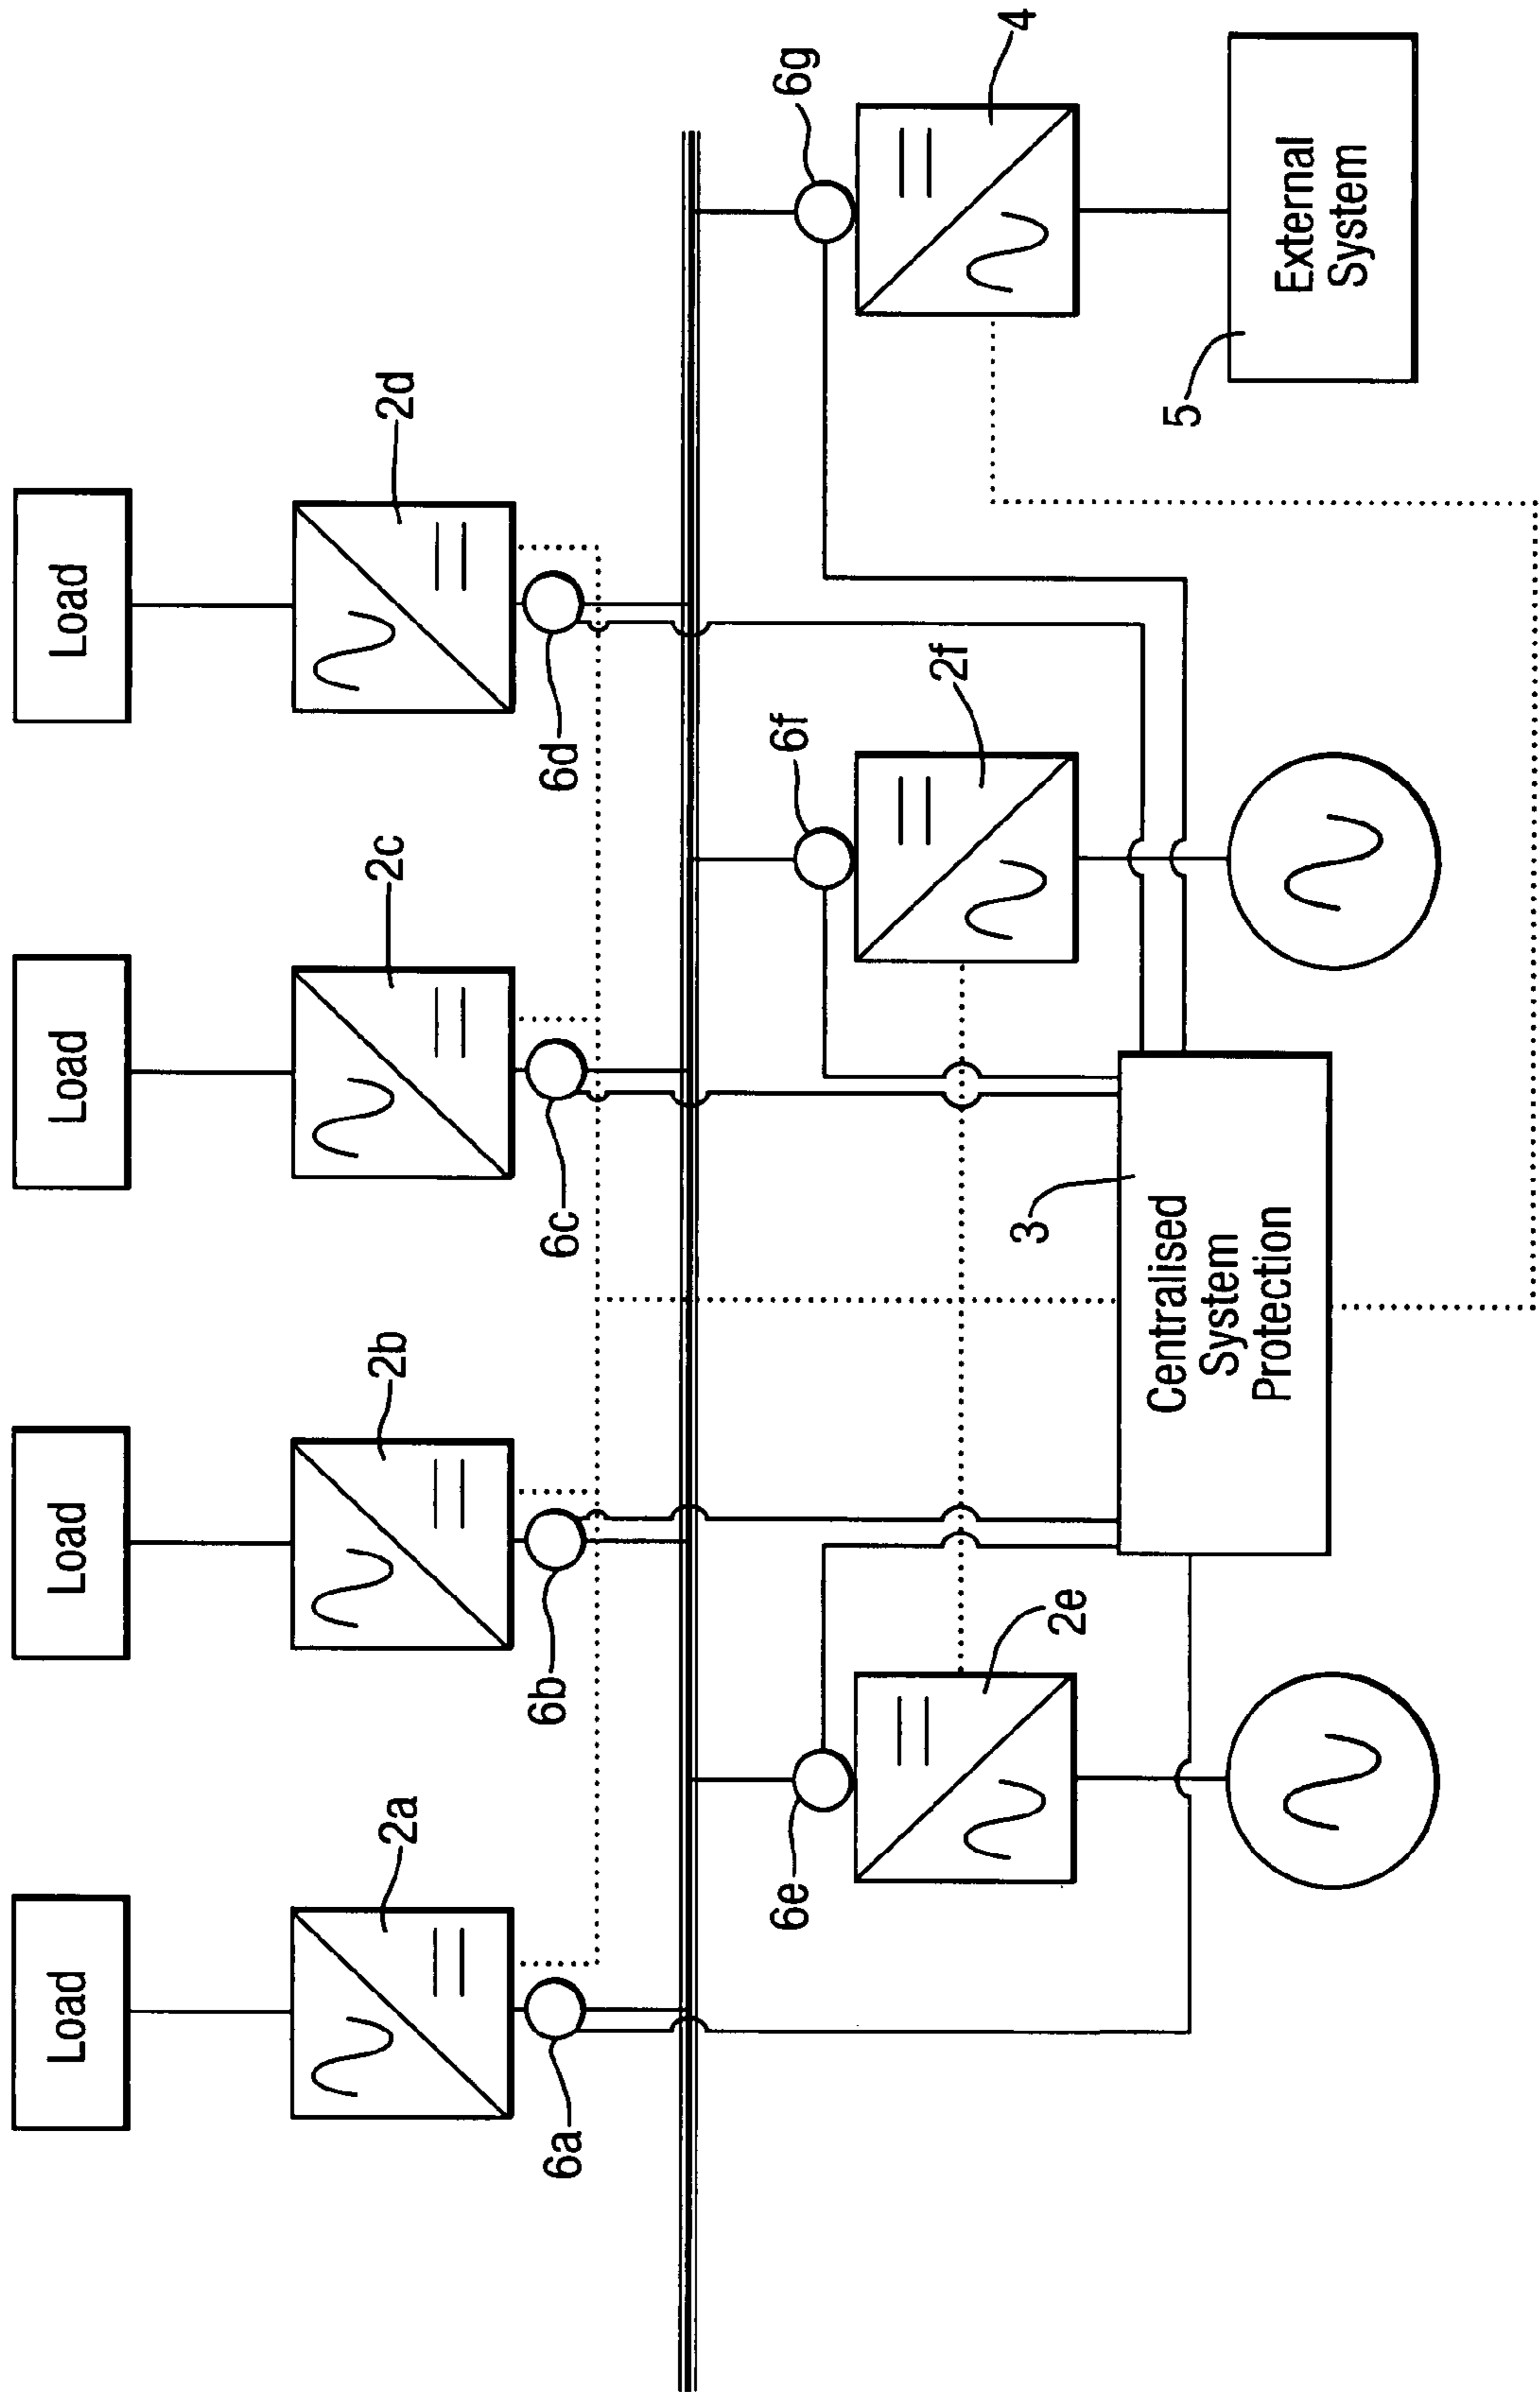 Load
Load
Load
Load
2a
2b
2c
2d
6a
6b
6c
6d
6e
6f
6g
2e
2f
4
3
Centralised
System
Protection
5
External
System